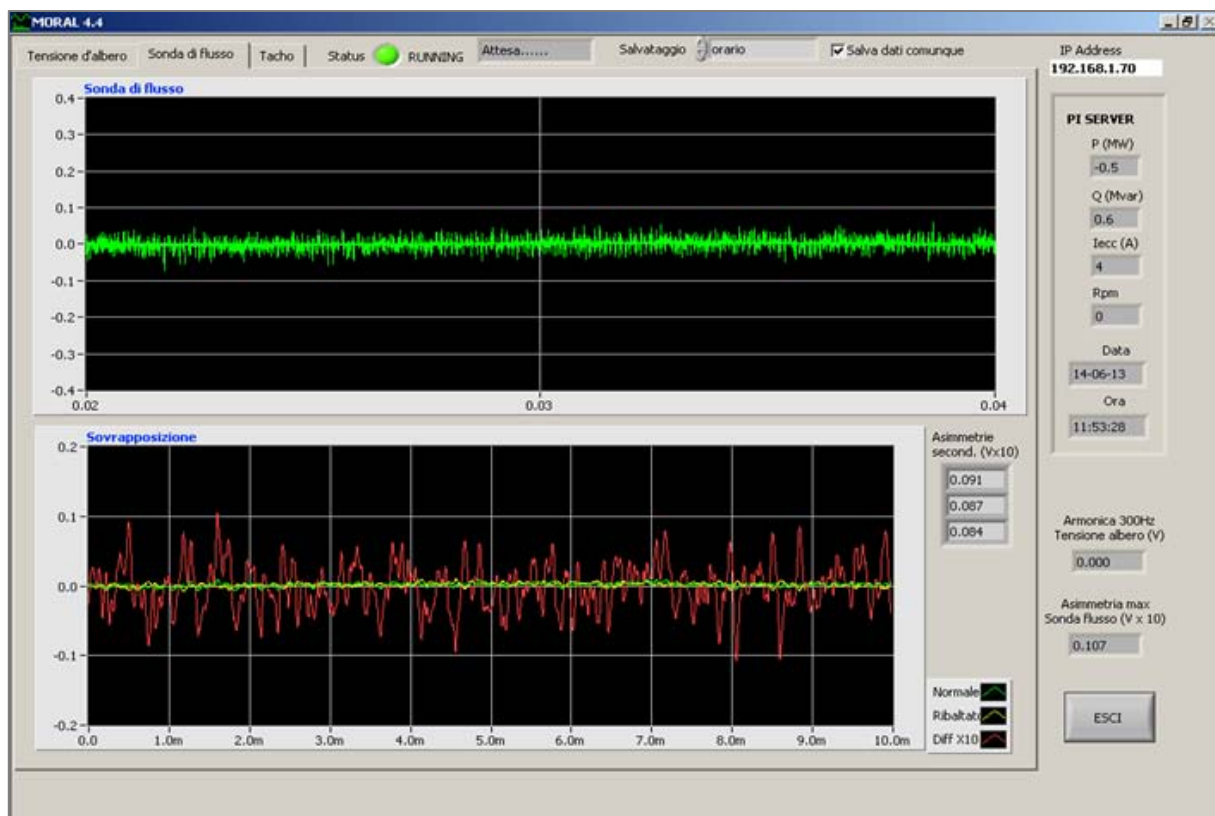 MORAL 4.4
Tensione d'albero
Sonda di flusso
Tacho
Status
RUNNING
Attesa......
Salvataggio
orario
Salva dati comunque
IP Address
192.168.1.70
Sonda di flusso
0.4
0.3
0.2
0.1
0.0
-0.1
-0.2
-0.3
-0.4
0.02
0.03
0.04
PI SERVER
P (MW)
-0.5
Q (Mvar)
0.6
Iecc (A)
4
Rpm
0
Data
14-06-13
Ora
11:53:28
Sovrapposizione
0.2
0.1
0.0
-0.1
-0.2
0.0
1.0m
2.0m
3.0m
4.0m
5.0m
6.0m
7.0m
8.0m
9.0m
10.0m
Asimmetrie
second. (Vx10)
0.091
0.087
0.084
Normale
Ribaltat
Diff X10
Armonica 300Hz
Tensione albero (V)
0.000
Asimmetria max
Sonda flusso (V x 10)
0.107
ESCI